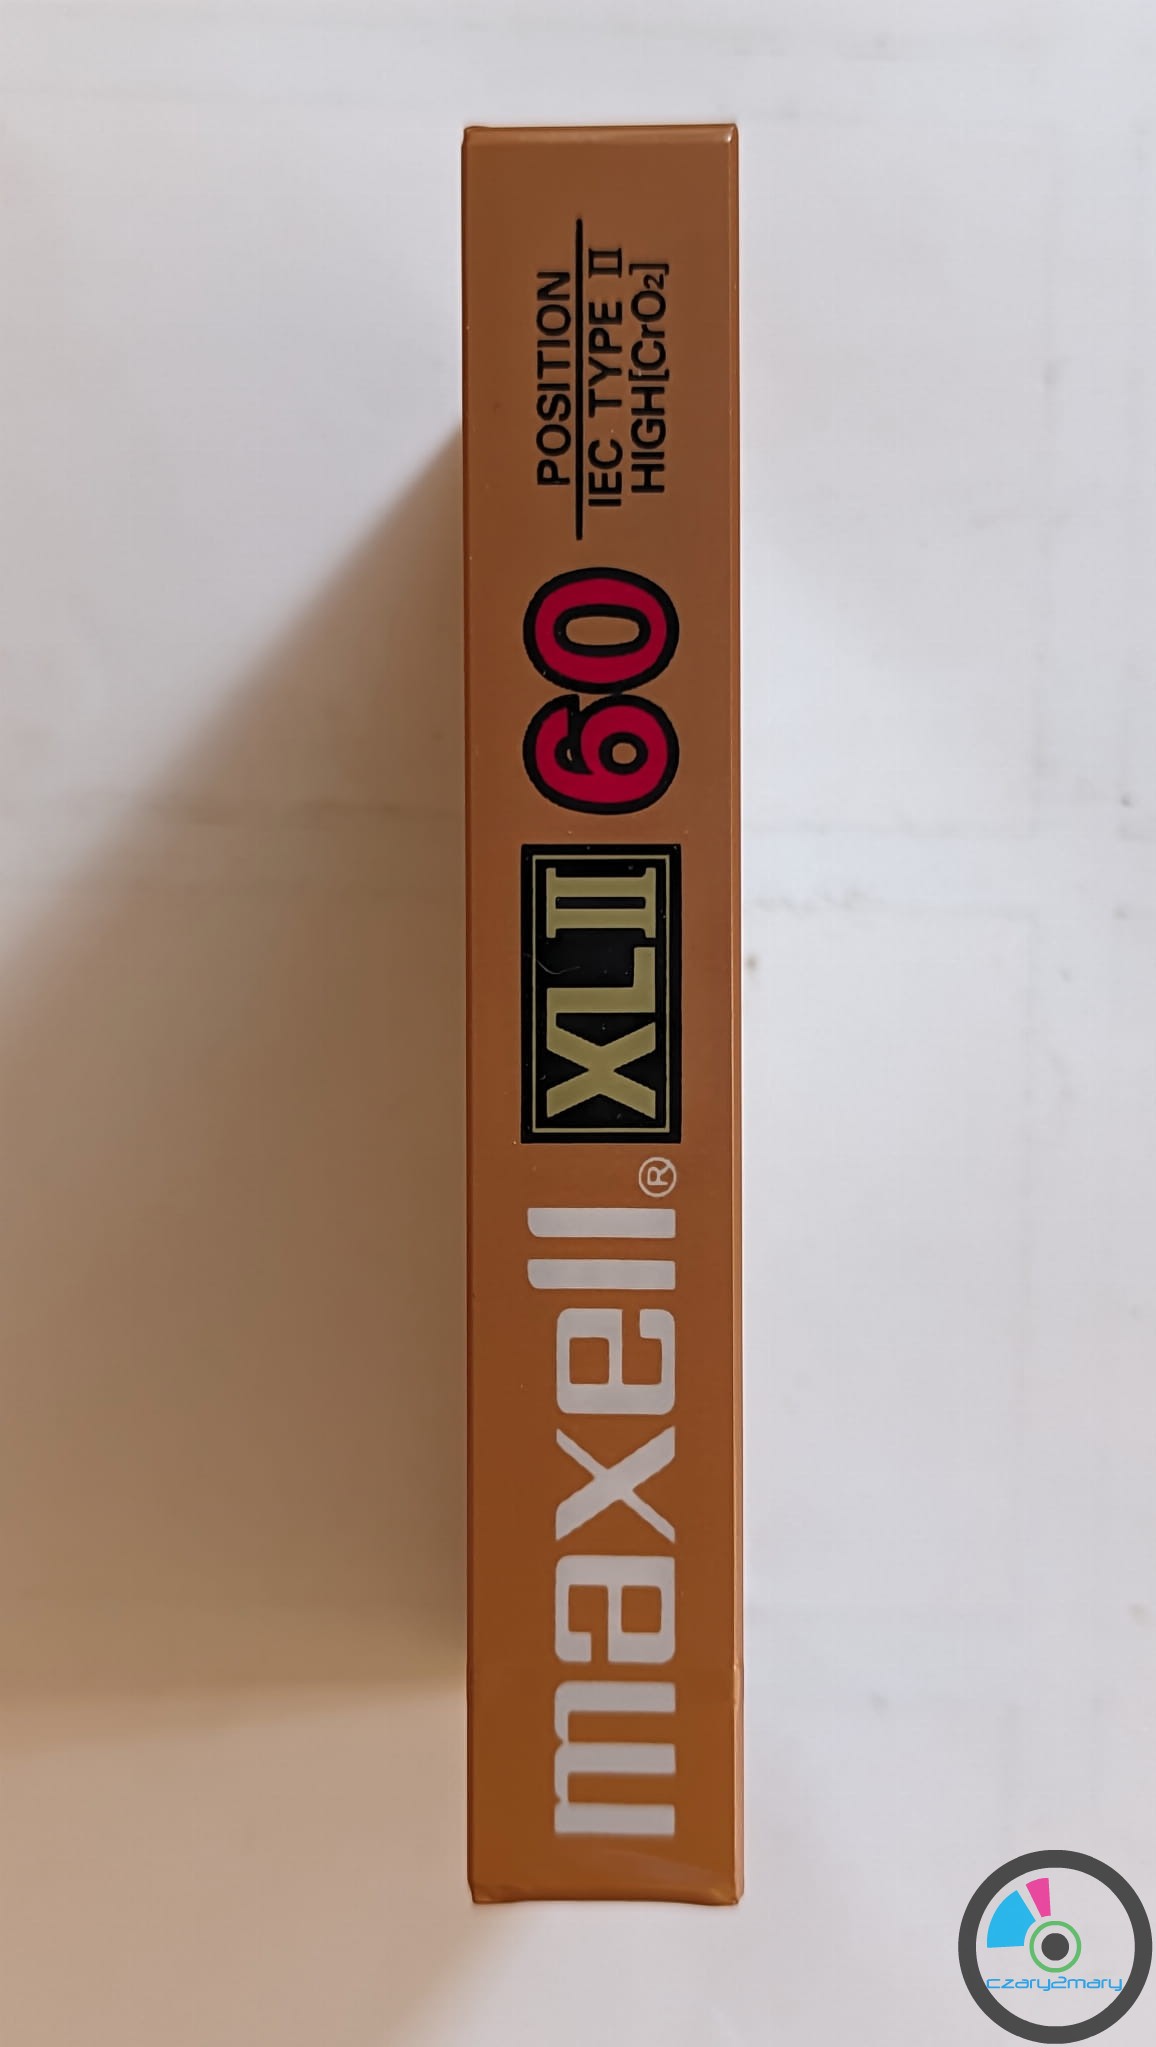 maxell® XLII 60
POSITION
IEC TYPE II
HIGH[CrO₂]
czary2mary